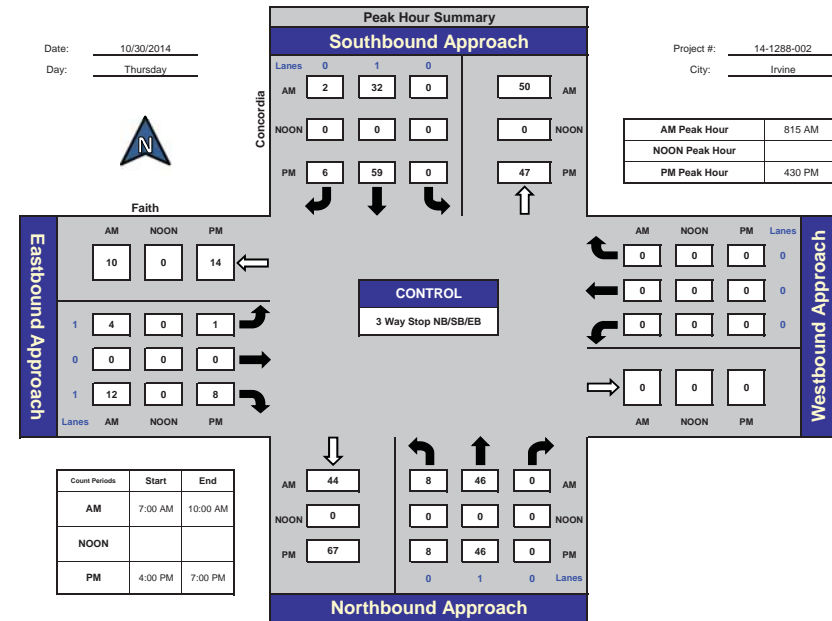 Peak Hour Summary
Southbound Approach
Date: 10/30/2014
Day: Thursday
Project #: 14-1288-002
City: Irvine
N
Concordia
Lanes 0 1 0
AM 2 32 0 50 AM
NOON 0 0 0 0 NOON
PM 6 59 0 47 PM
AM Peak Hour 815 AM
NOON Peak Hour
PM Peak Hour 430 PM
Faith
Eastbound Approach
AM NOON PM
10 0 14
1 4 0 1
0 0 0 0
1 12 0 8
Lanes AM NOON PM
CONTROL
3 Way Stop NB/SB/EB
AM NOON PM Lanes
0 0 0 0
0 0 0 0
0 0 0 0
0 0 0
AM NOON PM
Westbound Approach
Count Periods Start End
AM 7:00 AM 10:00 AM
NOON
PM 4:00 PM 7:00 PM
AM 44 8 46 0 AM
NOON 0 0 0 0 NOON
PM 67 8 46 0 PM
0 1 0 Lanes
Northbound Approach